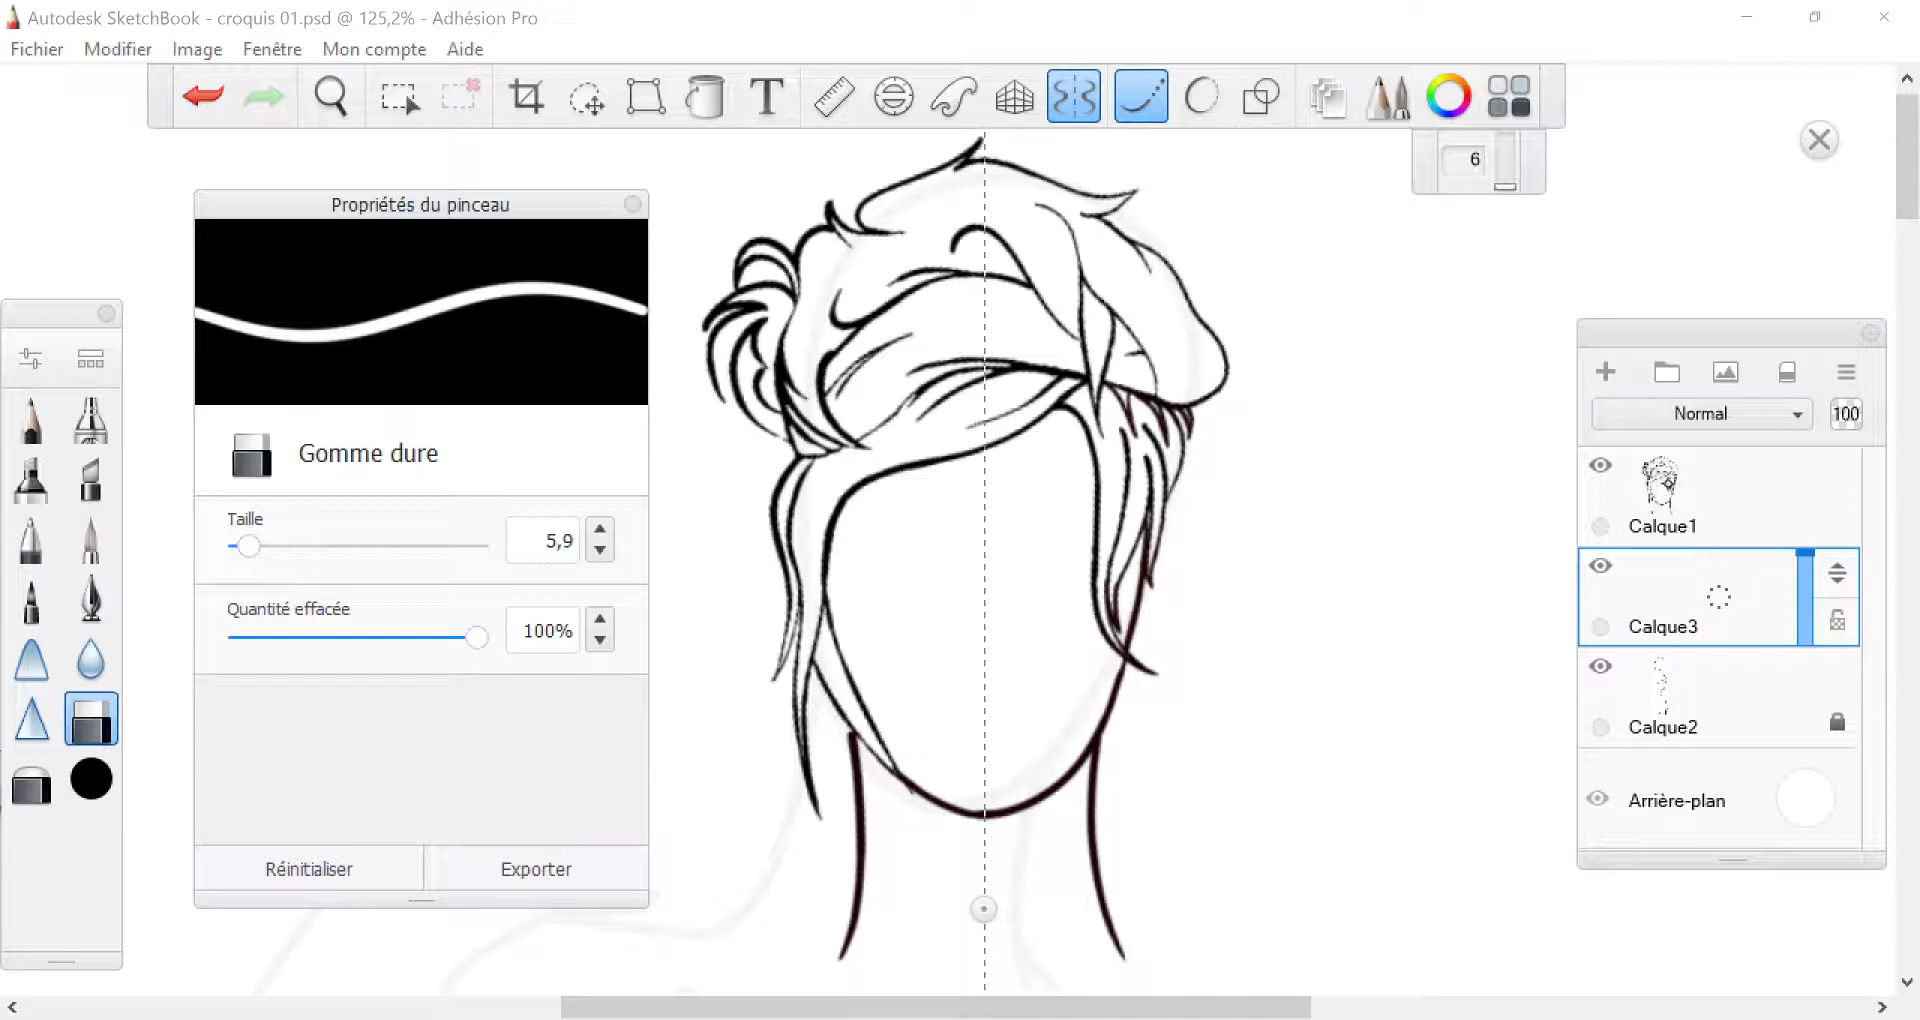 Autodesk SketchBook - croquis 01.psd @ 125,2% - Adhésion Pro
Fichier Modifier Image Fenêtre Mon compte Aide
6
Propriétés du pinceau
Gomme dure
Taille
5,9
Quantité effacée
100%
Réinitialiser Exporter
Normal 100
Calque1
Calque3
Calque2
Arrière-plan